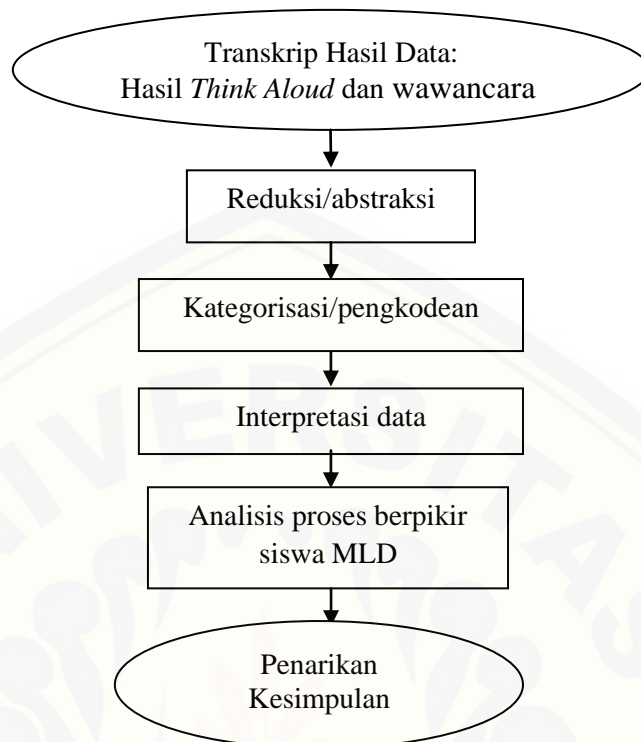 Transkrip Hasil Data:
Hasil Think Aloud dan wawancara
Reduksi/abstraksi
Kategorisasi/pengkodean
Interpretasi data
Analisis proses berpikir
siswa MLD
Penarikan
Kesimpulan
UNIVERSITAS